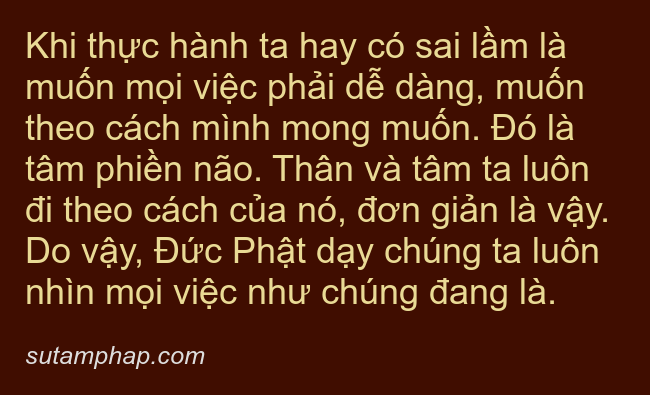 Khi thực hành ta hay có sai lầm là
muốn mọi việc phải dễ dàng, muốn
theo cách mình mong muốn. Đó là
tâm phiền não. Thân và tâm ta luôn
đi theo cách của nó, đơn giản là vậy.
Do vậy, Đức Phật dạy chúng ta luôn
nhìn mọi việc như chúng đang là.
sutamphap.com